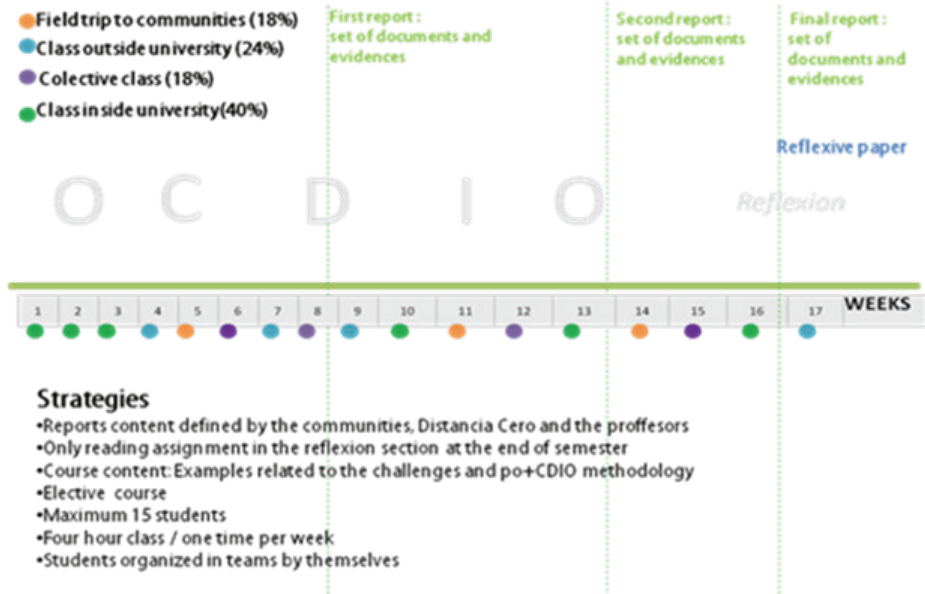 Field trip to communities (18%)
Class outside university (24%)
Colective class (18%)
Class in side university(40%)
First report :
set of documents and
evidences
Second report :
set of documents
and evidences
Final report :
set of
documents and
evidences
Reflexive paper
O C D I O Reflexion
1 2 3 4 5 6 7 8 9 10 11 12 13 14 15 16 17 WEEKS
Strategies
•Reports content defined by the communities, Distancia Cero and the proffesors
•Only reading assignment in the reflexion section at the end of semester
•Course content: Examples related to the challenges and po+CDIO methodology
•Elective course
•Maximum 15 students
•Four hour class / one time per week
•Students organized in teams by themselves